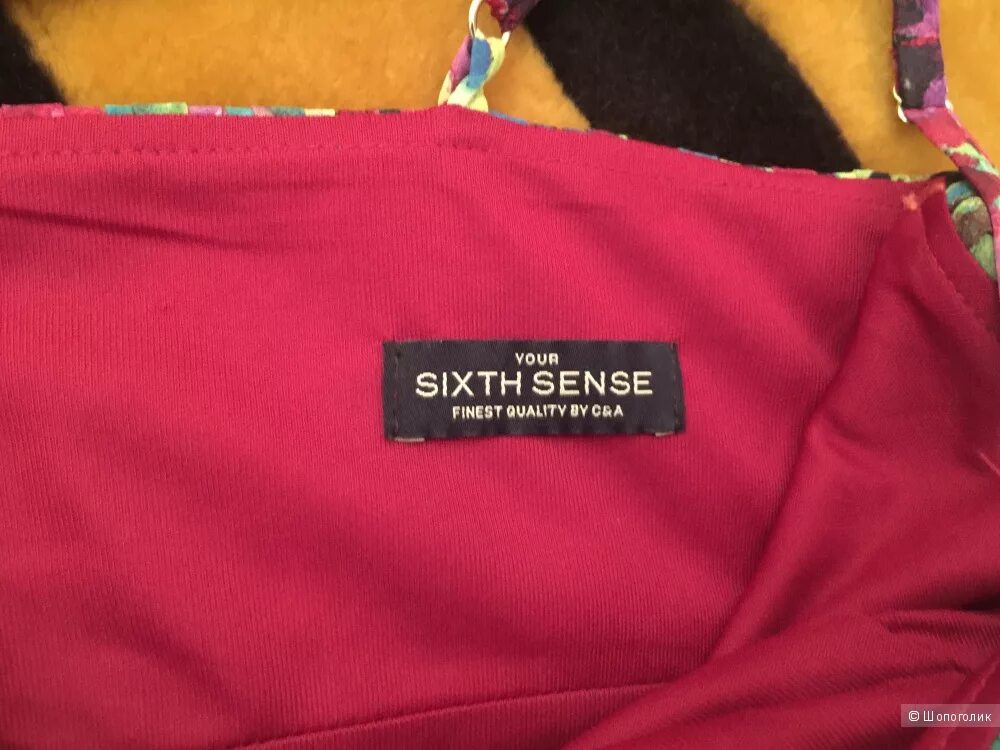 YOUR
SIXTH SENSE
FINEST QUALITY BY C&A
© Шопоголик